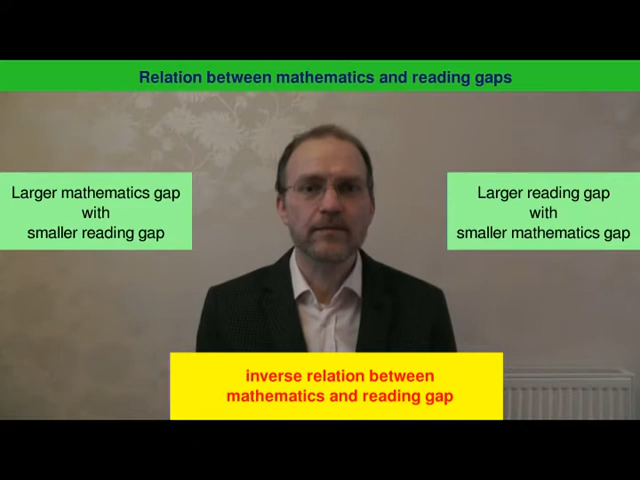 Relation between mathematics and reading gaps
Larger mathematics gap
with
smaller reading gap
Larger reading gap
with
smaller mathematics gap
inverse relation between
mathematics and reading gap